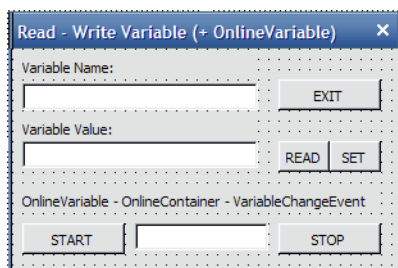 Read - Write Variable (+ OnlineVariable)
Variable Name:
EXIT
Variable Value:
READ SET
OnlineVariable - OnlineContainer - VariableChangeEvent
START STOP